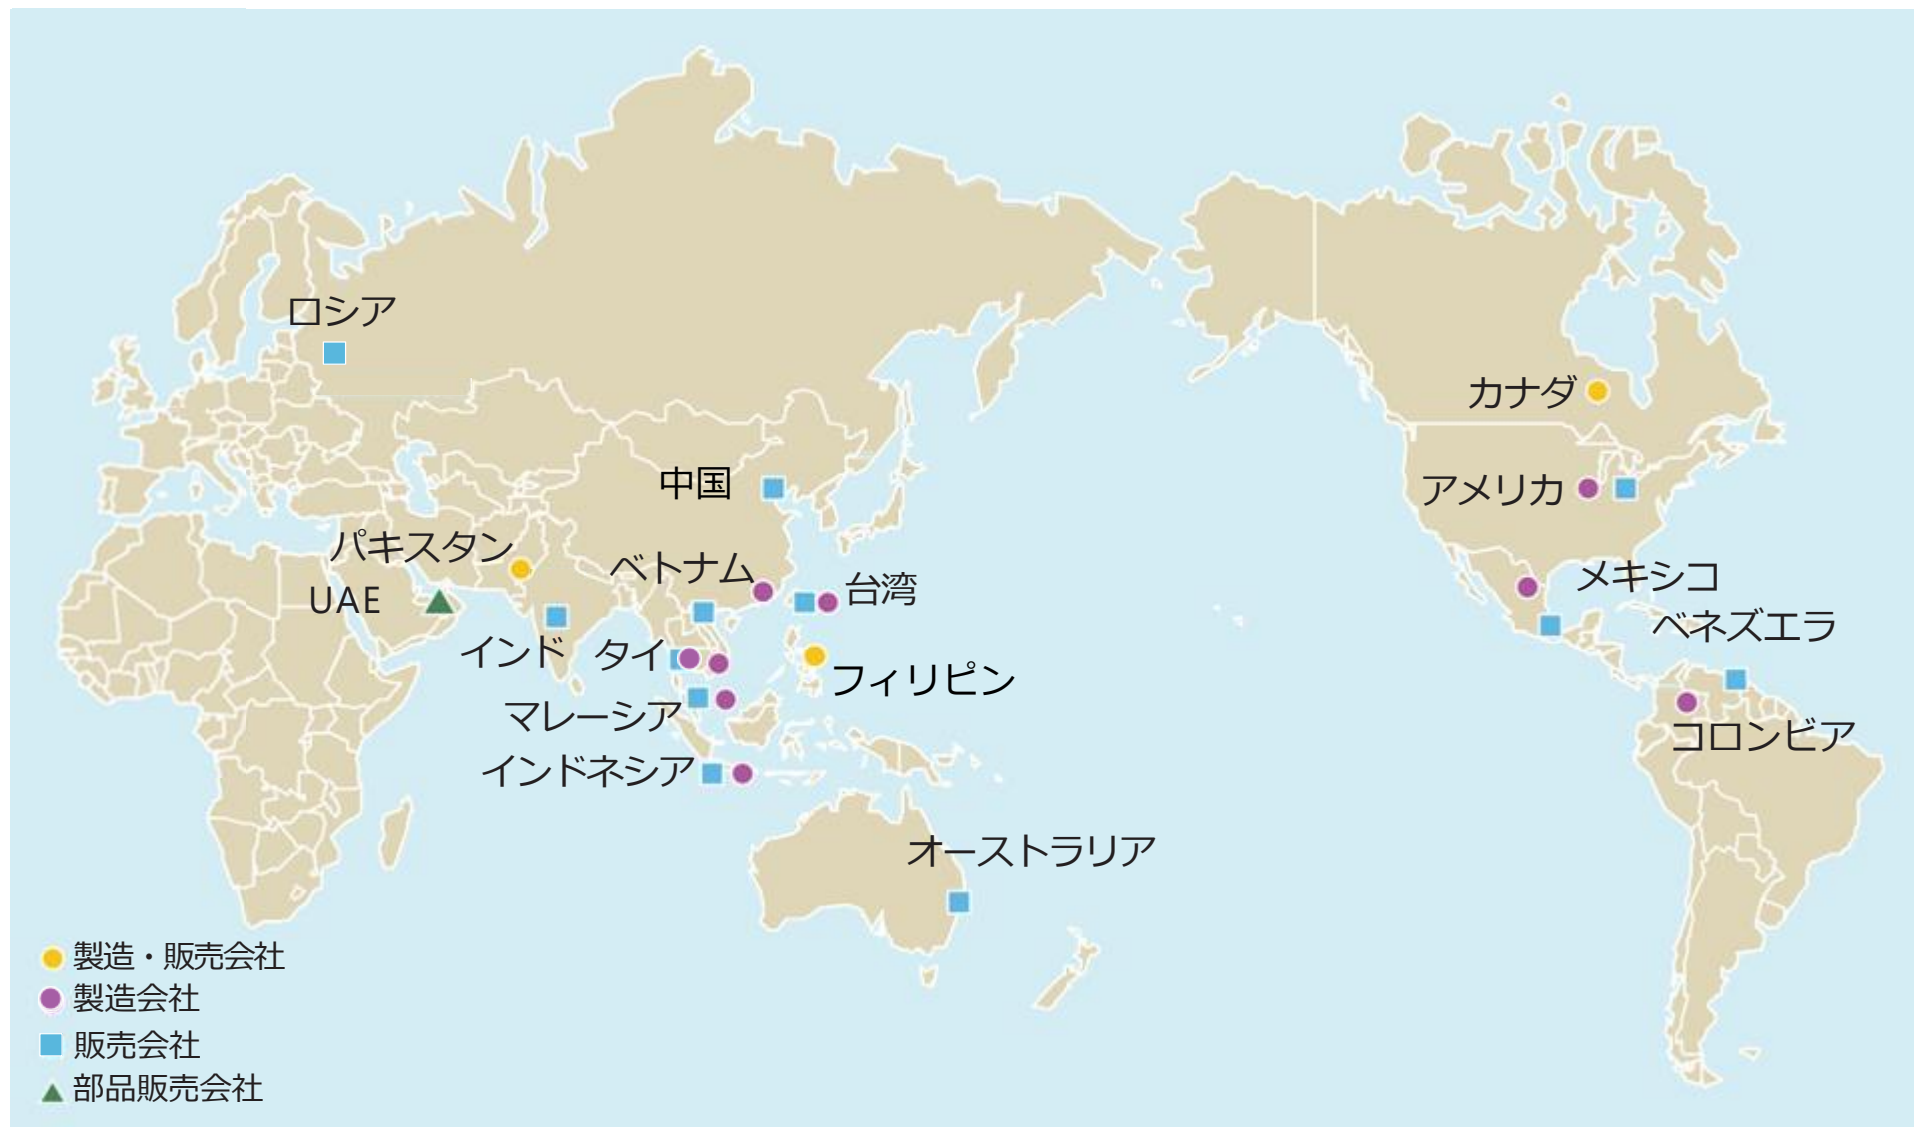 ロシア
カナダ
中国
アメリカ
パキスタン
ベトナム
台湾
メキシコ
UAE
ベネズエラ
インド
タイ
フィリピン
マレーシア
コロンビア
インドネシア
オーストラリア
製造・販売会社
製造会社
販売会社
部品販売会社